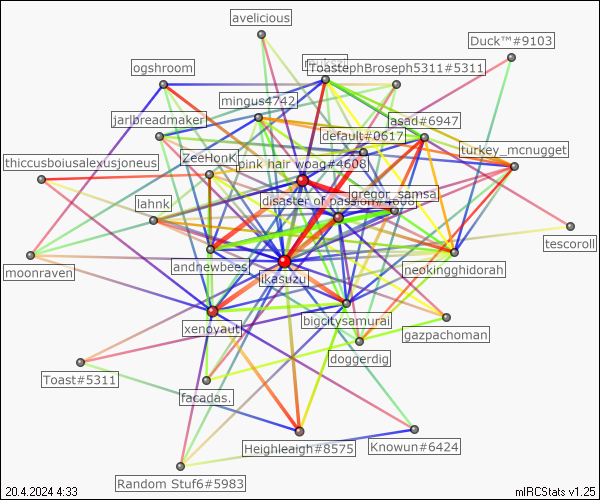 avelicious
Duck™#9103
ogshroom
ToastephBroseph5311#5311
mingus4742
jarlbreadmaker
asad#6947
default#0617
turkey_mcnugget
thiccusboiusalexusjoneus
ZeeHonK
pink hair woag#4608
gregor_samsa
lahnk
disaster of passion#4606
tescoroll
moonraven
andnewbees
neokingghidorah
ikasuzu
xenoyaut
bigcitysamurai
gazpachoman
doggerdig
Toast#5311
facadas.
Heighleaigh#8575
Knowun#6424
Random Stuf6#5983
20.4.2024 4:33
mIRCStats v1.25